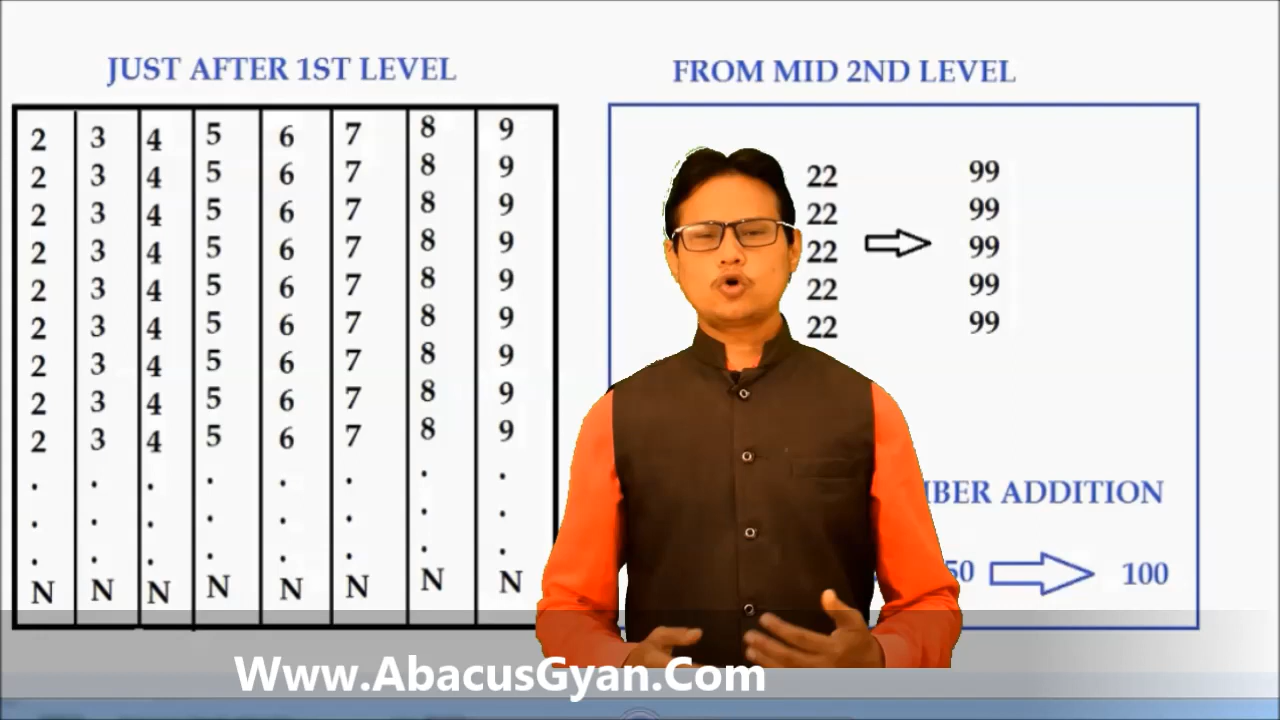 JUST AFTER 1ST LEVEL
2 3 4 5 6 7 8 9
2 3 4 5 6 7 8 9
2 3 4 5 6 7 8 9
2 3 4 5 6 7 8 9
2 3 4 5 6 7 8 9
2 3 4 5 6 7 8 9
2 3 4 5 6 7 8 9
2 3 4 5 6 7 8 9
2 3 4 5 6 7 8 9
. . . . . . . .
. . . . . . . .
. . . . . . . .
N N N N N N N N
FROM MID 2ND LEVEL
22 99
22 99
22 99
22 99
22 99
ADDITION
50 100
Www.AbacusGyan.Com